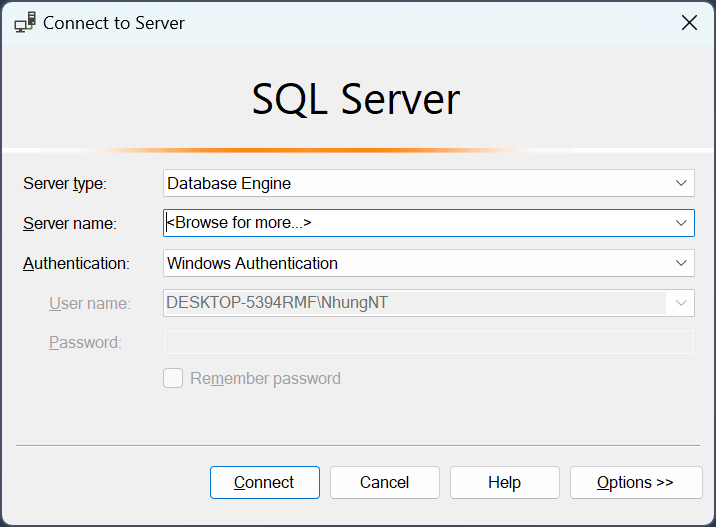 Connect to Server
SQL Server
Server type: Database Engine
Server name: <Browse for more...>
Authentication: Windows Authentication
User name: DESKTOP-5394RMF\NhungNT
Password:
Remember password
Connect Cancel Help Options >>